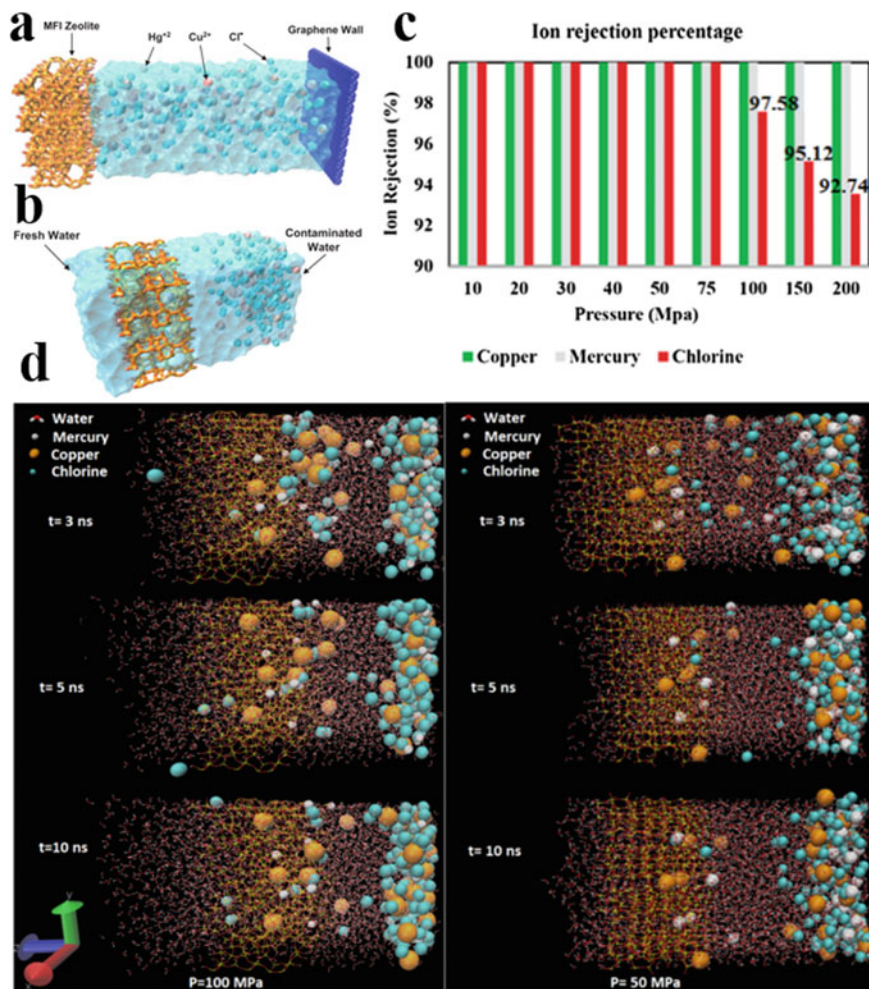 a
MFI Zeolite
Hg⁺²
Cu²⁺
Cl⁻
Graphene Wall
b
Fresh Water
Contaminated Water
c
Ion rejection percentage
Ion Rejection (%)
100
98
96
94
92
90
97.58
95.12
92.74
10 20 30 40 50 75 100 150 200
Pressure (Mpa)
Copper Mercury Chlorine
d
Water
Mercury
Copper
Chlorine
t= 3 ns
t= 5 ns
t=10 ns
P=100 MPa
Water
Mercury
Copper
Chlorine
t= 3 ns
t= 5 ns
t= 10 ns
P= 50 MPa